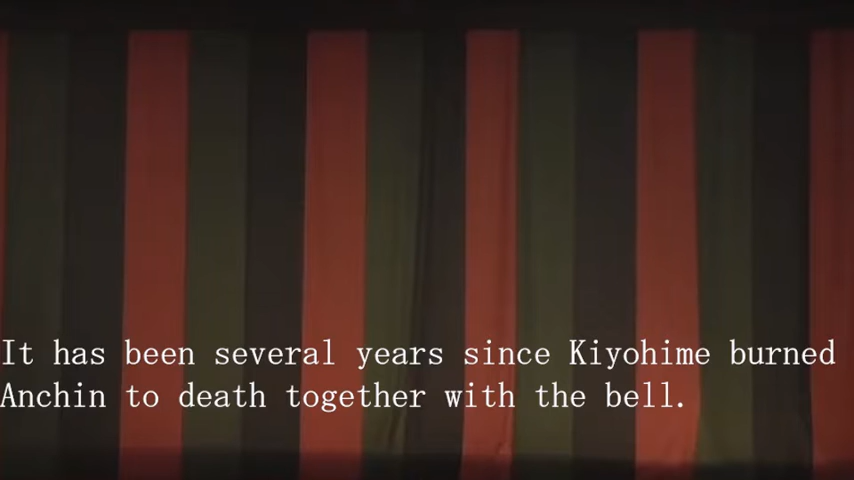 It has been several years since Kiyohime burned
Anchin to death together with the bell.